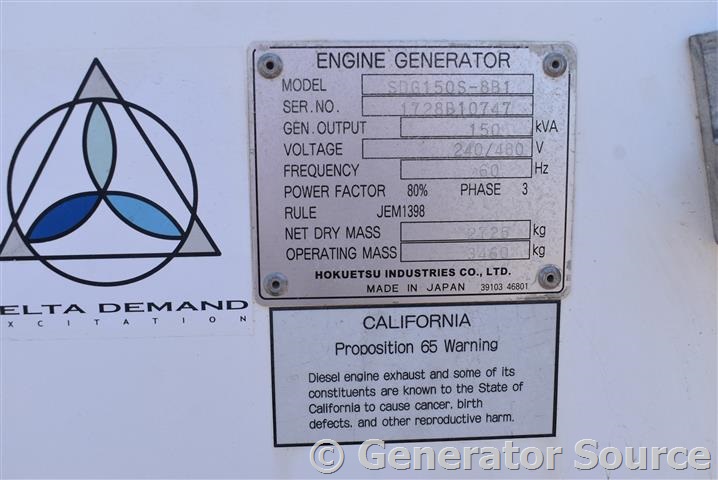 ENGINE GENERATOR
MODEL SDG150S-8B1
SER.NO. 1728B10747
GEN.OUTPUT 150 kVA
VOLTAGE 240/480 V
FREQUENCY 60 Hz
POWER FACTOR 80% PHASE 3
RULE JEM1398
NET DRY MASS 2725 kg
OPERATING MASS 3460 kg
HOKUETSU INDUSTRIES CO., LTD.
MADE IN JAPAN 39103 46801
ELTA DEMAND
XCITATION
CALIFORNIA
Proposition 65 Warning
Diesel engine exhaust and some of its
constituents are known to the State of
California to cause cancer, birth
defects, and other reproductive harm.
© Generator Source